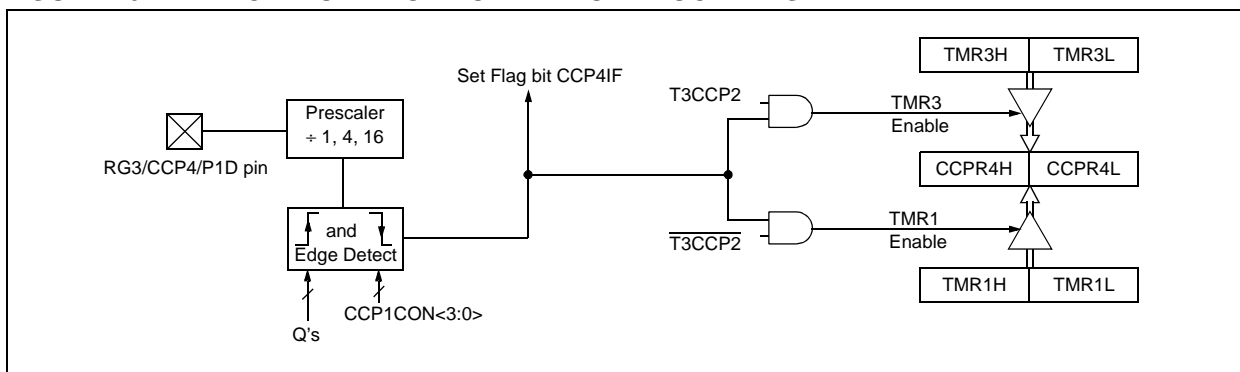 TMR3H TMR3L
Set Flag bit CCP4IF
T3CCP2
TMR3
Enable
Prescaler
÷ 1, 4, 16
RG3/CCP4/P1D pin
CCPR4H CCPR4L
and
Edge Detect
TMR1
Enable
T3CCP2
TMR1H TMR1L
CCP1CON<3:0>
Q's